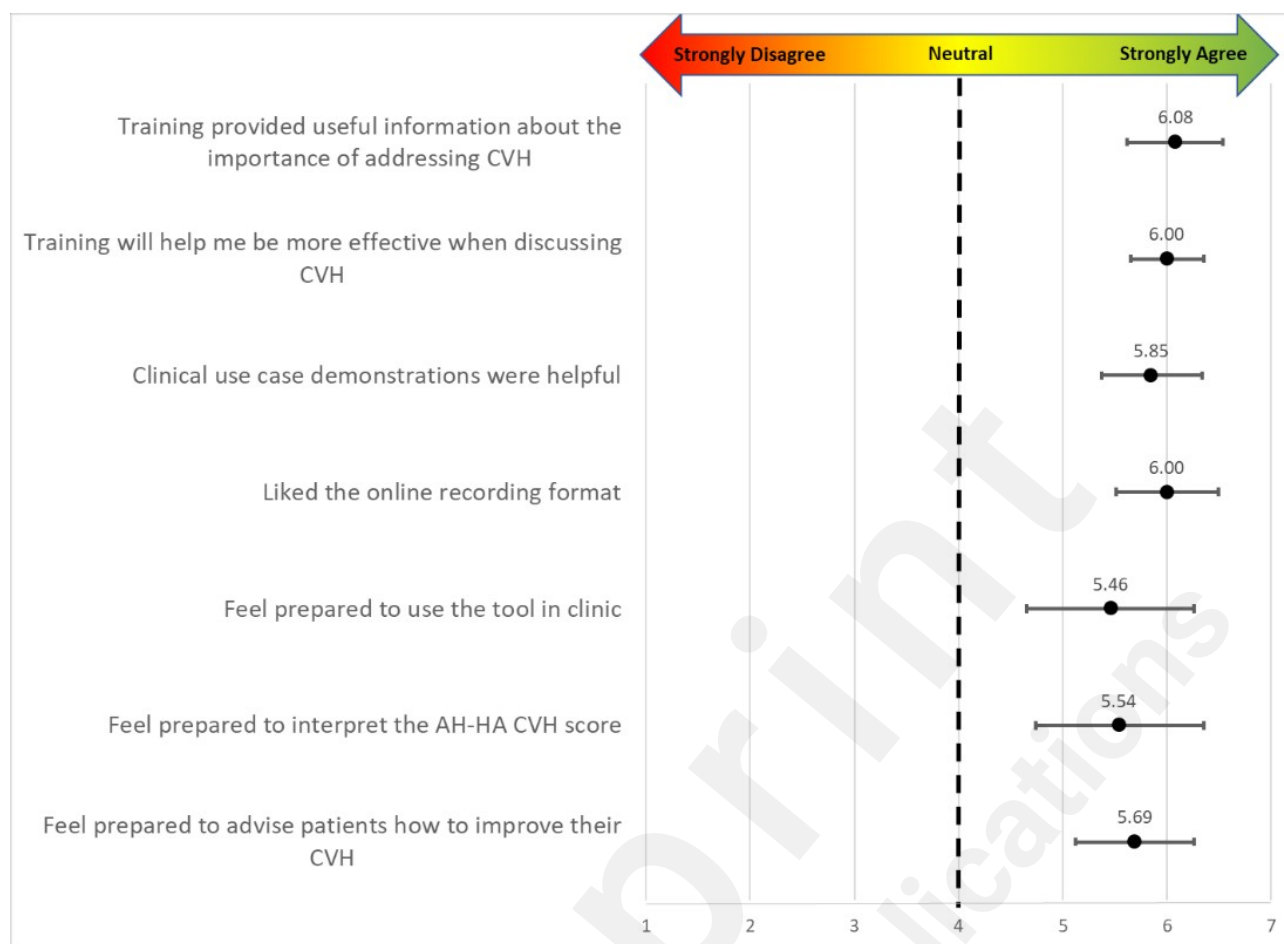 Strongly Disagree Neutral Strongly Agree
Training provided useful information about the
importance of addressing CVH
6.08
Training will help me be more effective when discussing
CVH
6.00
Clinical use case demonstrations were helpful
5.85
Liked the online recording format
6.00
Feel prepared to use the tool in clinic
5.46
Feel prepared to interpret the AH-HA CVH score
5.54
Feel prepared to advise patients how to improve their
CVH
5.69
1 2 3 4 5 6 7
print
lications